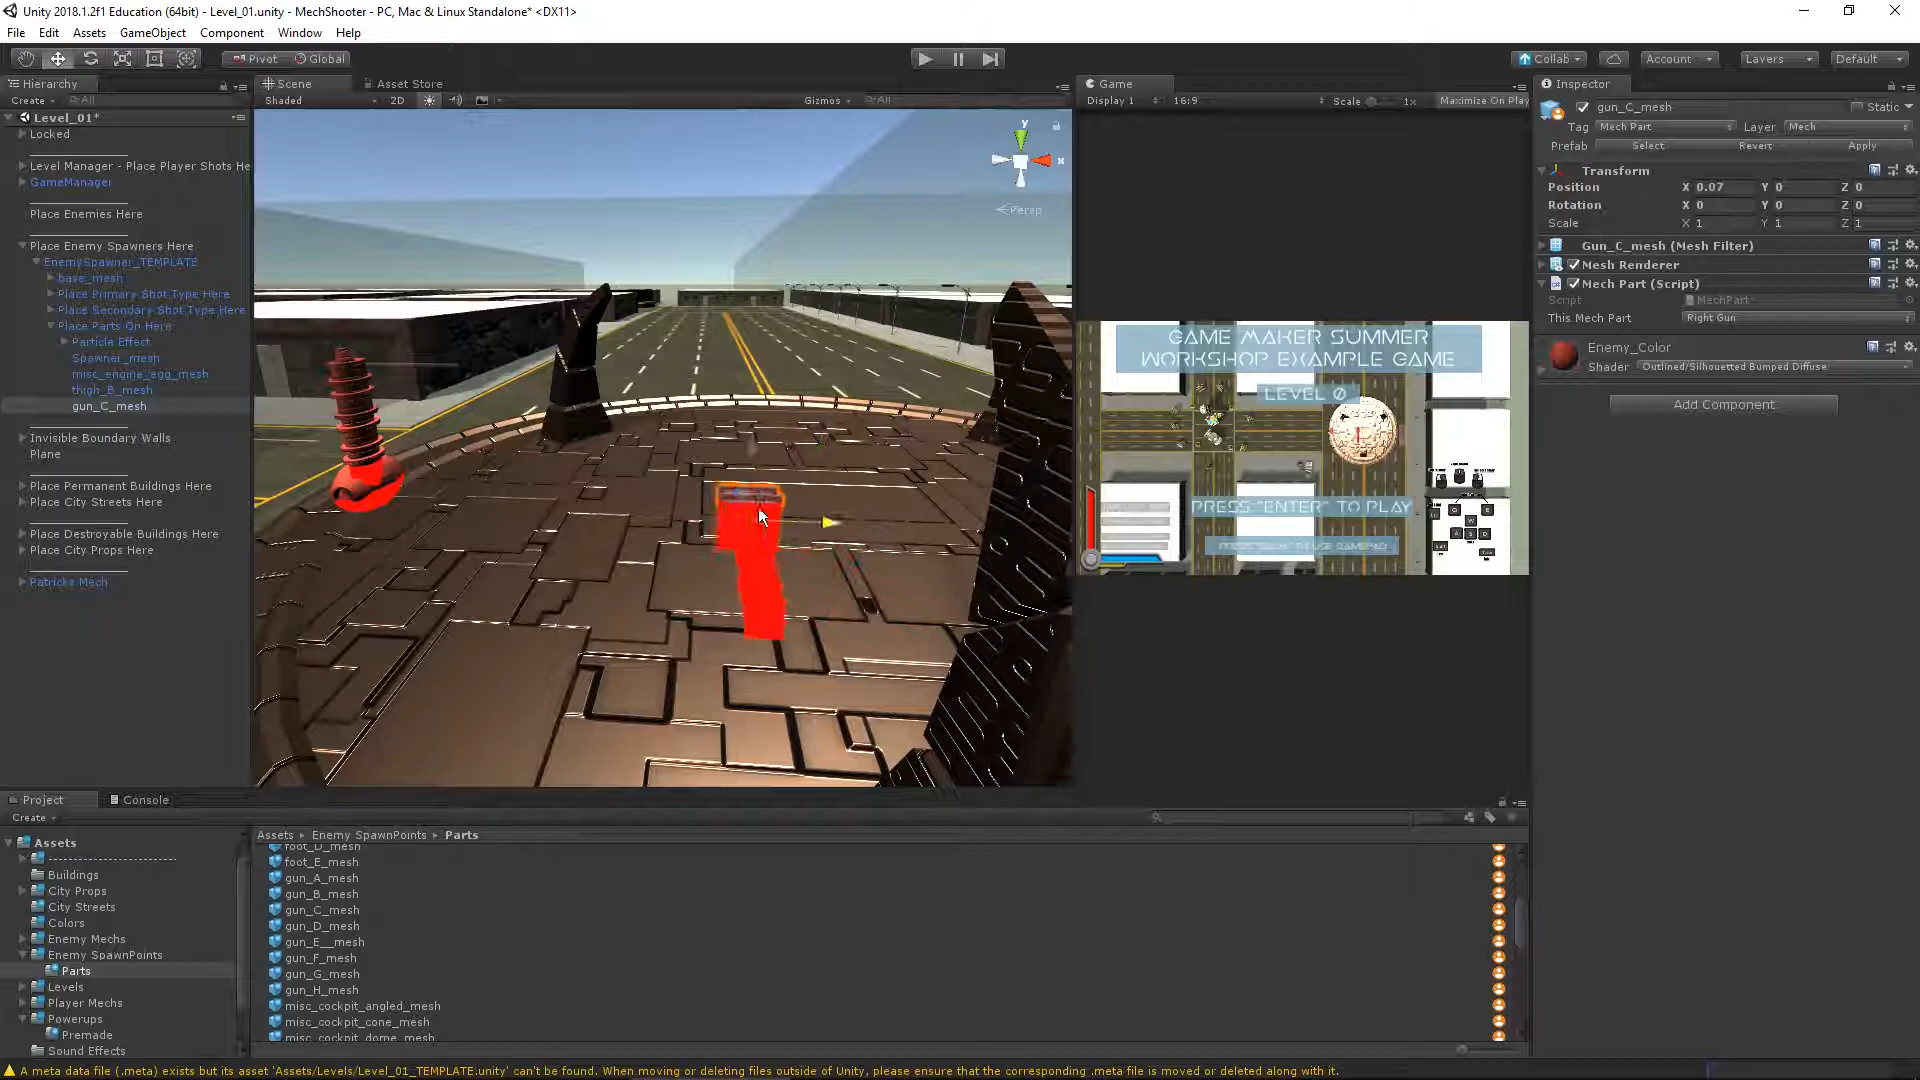 Unity 2018.1.2f1 Education (64bit) - Level_01.unity - MechShooter - PC, Mac & Linux Standalone* <DX11>
File Edit Assets GameObject Component Window Help
Pivot Global Collab Account Layers Default
Hierarchy Scene Asset Store Game Inspector
Create All Shaded 2D Gizmos All Display 1 16:9 Scale 1x Maximize On Play
gun_C_mesh Static
Level_01*
Tag Mech Part Layer Mech
Locked
Prefab Select Revert Apply
Level Manager - Place Player Shots He
GameManager
Transform
Position X 0.07 Y 0 Z 0
Rotation X 0 Y 0 Z 0
Scale X 1 Y 1 Z 1
Place Enemies Here
Place Enemy Spawners Here
EnemySpawner_TEMPLATE
base_mesh
Place Primary Shot Type Here
Place Secondary Shot Type Here
Place Parts On Here
Particle Effect
Spawner_mesh
misc_engine_egg_mesh
thigh_B_mesh
gun_C_mesh
Invisible Boundary Walls
Plane
Place Permanent Buildings Here
Place City Streets Here
Place Destroyable Buildings Here
Place City Props Here
Patricks Mech
y
x
Persp
GAME MAKER SUMMER
WORKSHOP EXAMPLE GAME
LEVEL 0
PRESS "ENTER" TO PLAY
Gun_C_mesh (Mesh Filter)
Mesh Renderer
Mech Part (Script)
Script MechPart
This Mech Part Right Gun
Enemy_Color
Shader Outlined/Silhouetted Bumped Diffuse
Add Component
Project Console
Create
Assets
Buildings
City Props
City Streets
Colors
Enemy Mechs
Enemy SpawnPoints
Parts
Levels
Player Mechs
Powerups
Premade
Sound Effects
Assets Enemy SpawnPoints Parts
foot_D_mesh
foot_E_mesh
gun_A_mesh
gun_B_mesh
gun_C_mesh
gun_D_mesh
gun_E__mesh
gun_F_mesh
gun_G_mesh
gun_H_mesh
misc_cockpit_angled_mesh
misc_cockpit_cone_mesh
misc_cockpit_dome_mesh
A meta data file (.meta) exists but its asset 'Assets/Levels/Level_01_TEMPLATE.unity' can't be found. When moving or deleting files outside of Unity, please ensure that the corresponding .meta file is moved or deleted along with it.